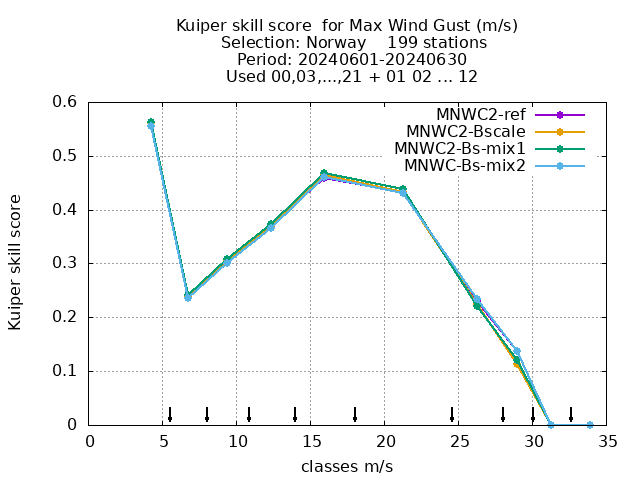 Kuiper skill score  for Max Wind Gust (m/s)
Selection: Norway    199 stations
Period: 20240601-20240630
Used 00,03,...,21 + 01 02 ... 12
MNWC2-ref
MNWC2-Bscale
MNWC2-Bs-mix1
MNWC-Bs-mix2
Kuiper skill score
0.6
0.5
0.4
0.3
0.2
0.1
0
0 5 10 15 20 25 30 35
classes m/s